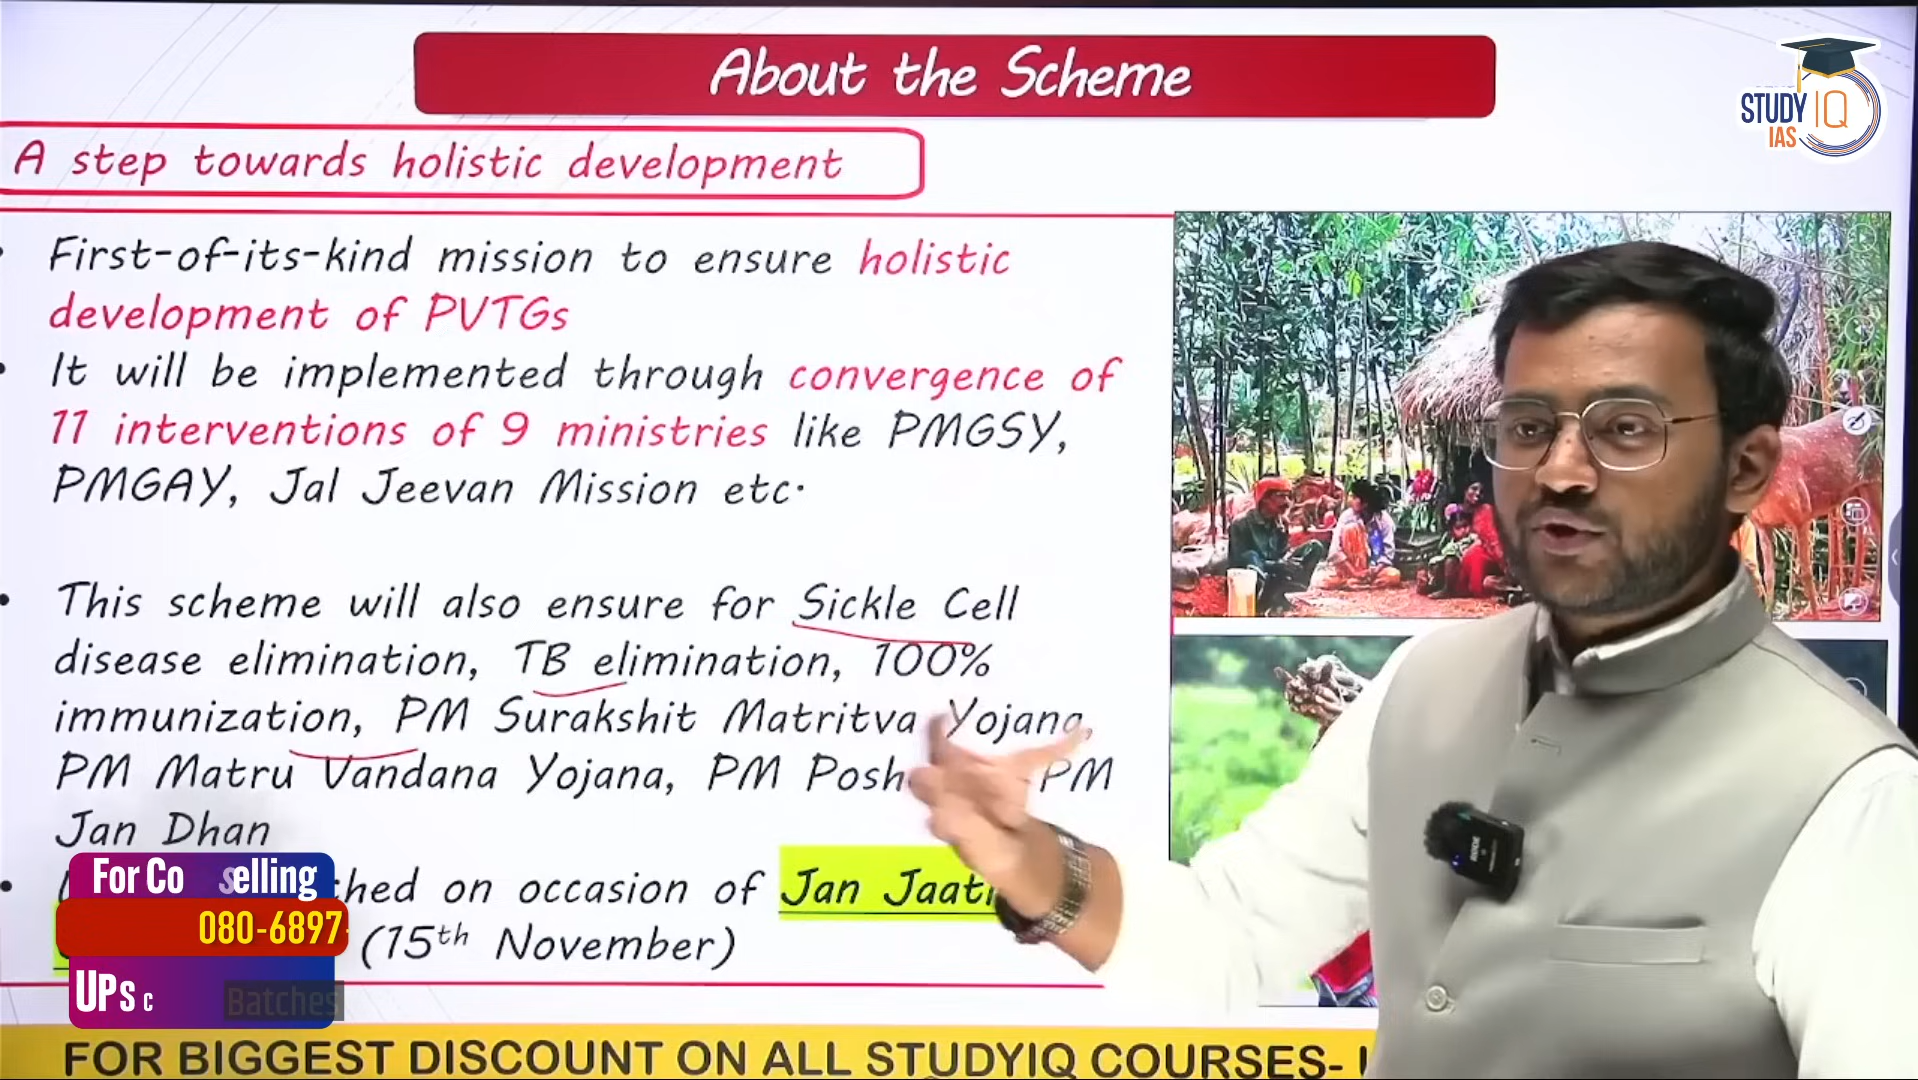 About the Scheme
STUDY IQ
IAS
A step towards holistic development
First-of-its-kind mission to ensure holistic
development of PVTGs
It will be implemented through convergence of
11 interventions of 9 ministries like PMGSY,
PMGAY, Jal Jeevan Mission etc.
This scheme will also ensure for Sickle Cell
disease elimination, TB elimination, 100%
immunization, PM Surakshit Matritva Yojana,
PM Matru Vandana Yojana, PM Posh PM
Jan Dhan
on occasion of Jan Jaati
(15th November)
For Co selling
080-6897
UPSC
Batches
RODE
FOR BIGGEST DISCOUNT ON ALL STUDYIQ COURSES-